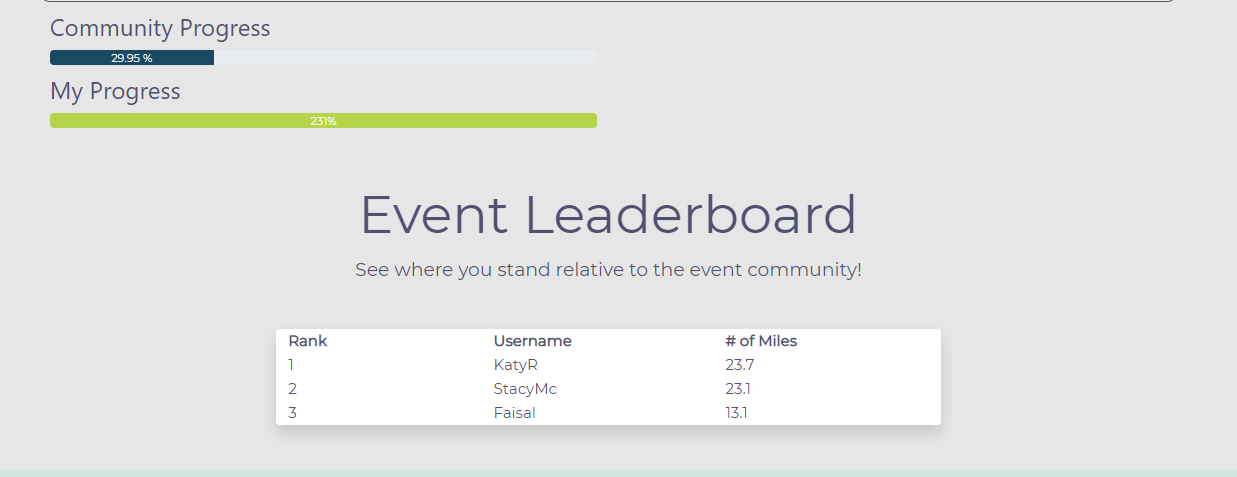 Community Progress
29.95 %
My Progress
231%
Event Leaderboard
See where you stand relative to the event community!
Rank Username # of Miles
1 KatyR 23.7
2 StacyMc 23.1
3 Faisal 13.1